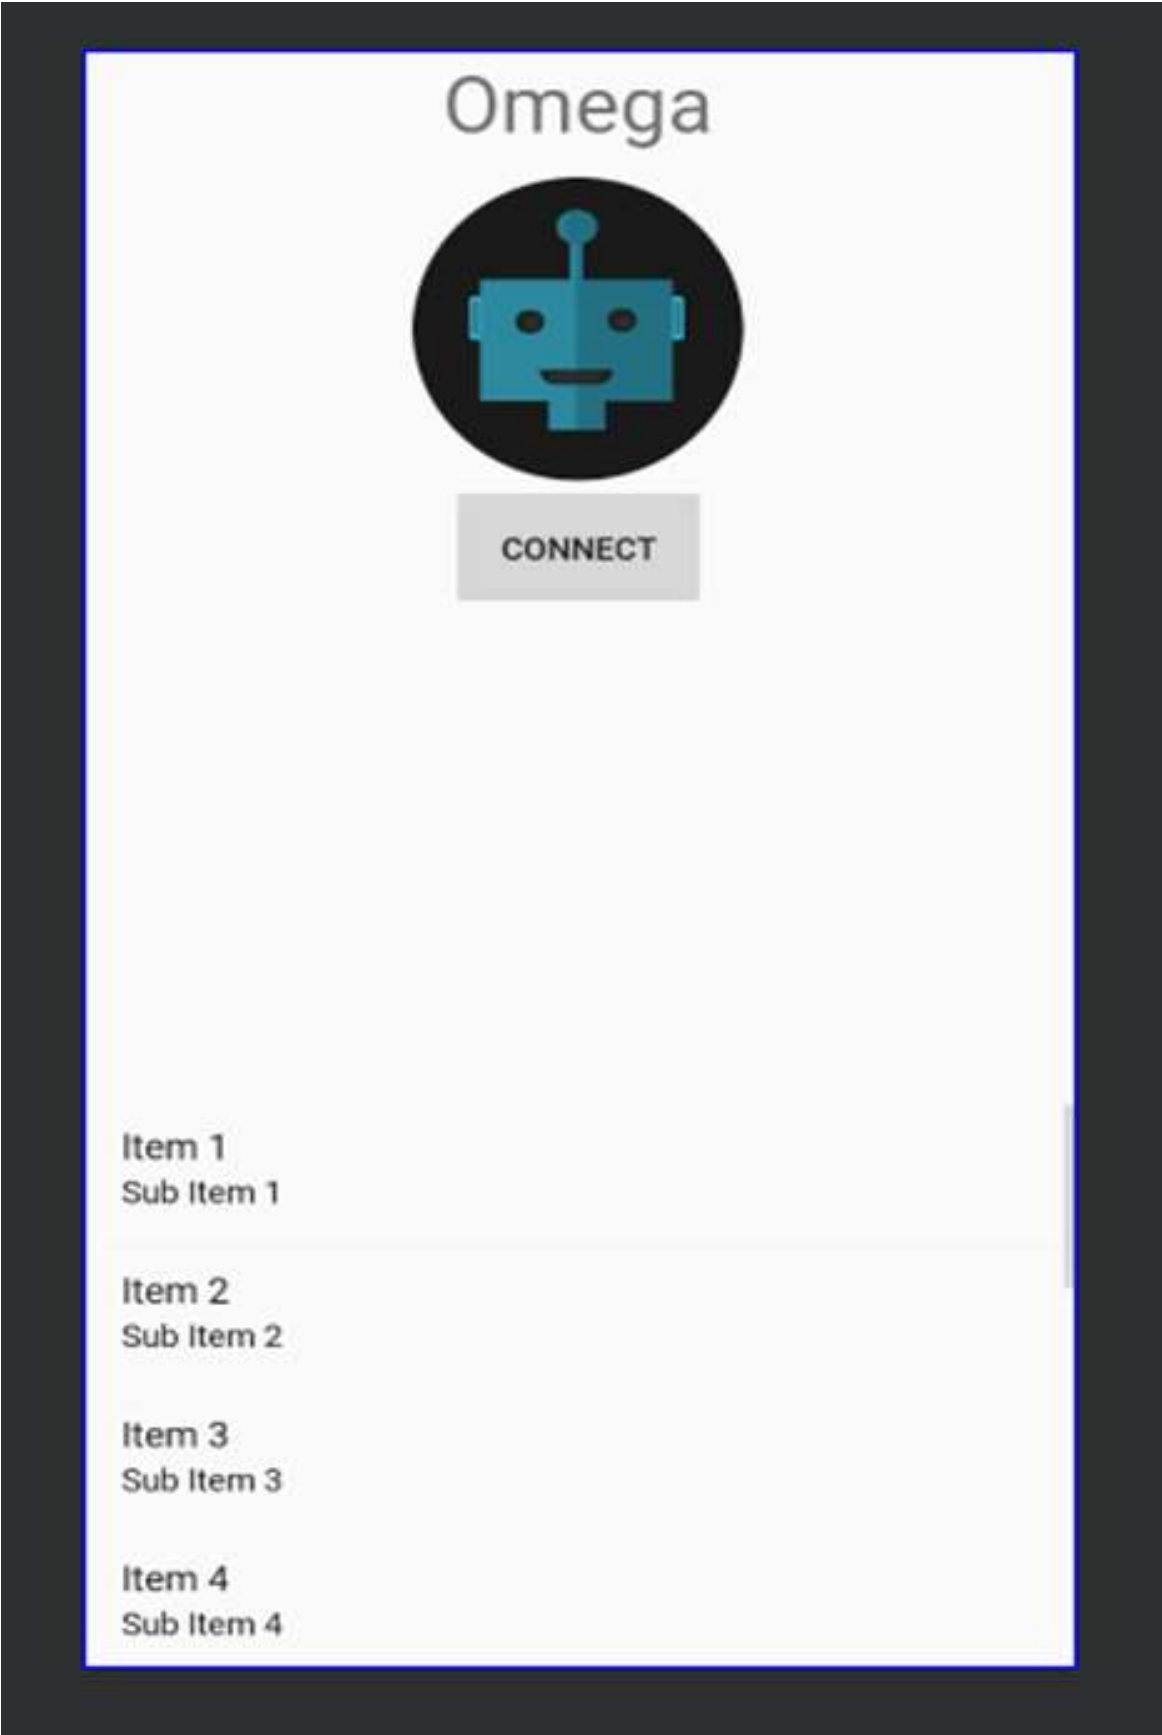 Omega
CONNECT
Item 1
Sub Item 1
Item 2
Sub Item 2
Item 3
Sub Item 3
Item 4
Sub Item 4